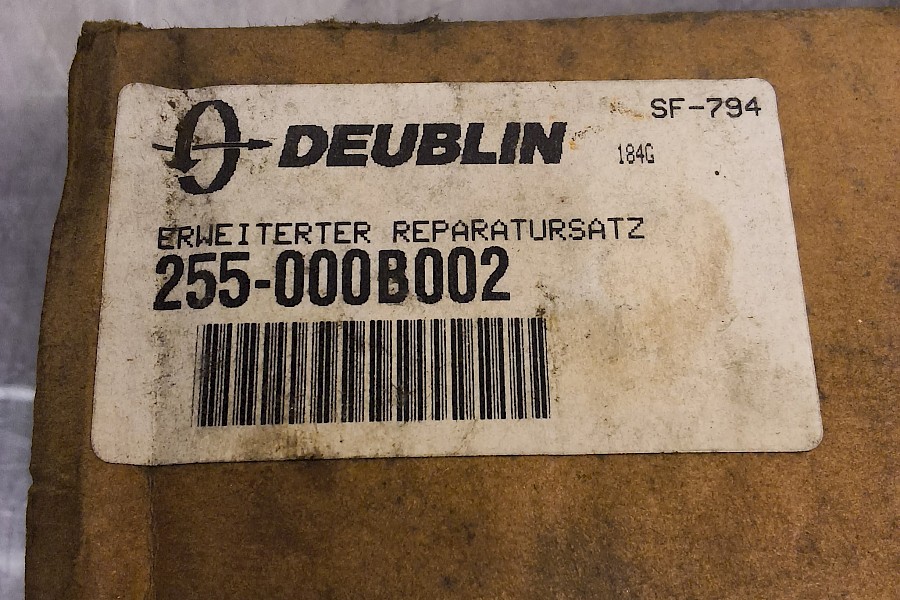 SF-794
DEUBLIN
184G
ERWEITERTER REPARATURSATZ
255-000B002